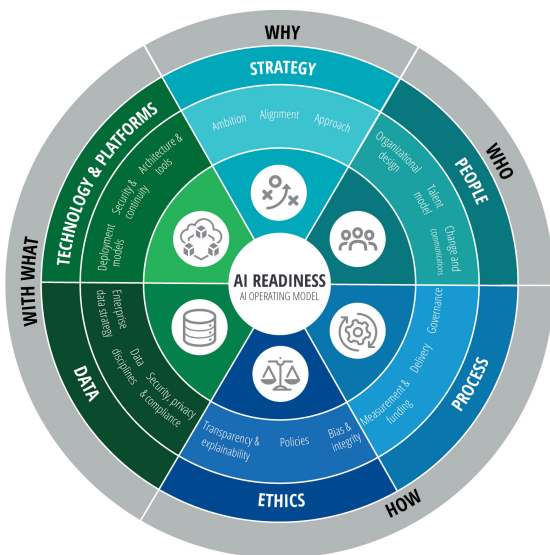 WHY
STRATEGY
Ambition
Alignment
Approach
WHO
PEOPLE
Organizational
design
Talent
model
Change and
communications
HOW
PROCESS
Governance
Delivery
Measurement &
funding
ETHICS
Bias &
integrity
Policies
Transparency &
explainability
WITH WHAT
DATA
Enterprise
data strategy
Data
disciplines
Security, privacy
& compliance
TECHNOLOGY & PLATFORMS
Deployment
models
Security &
continuity
Architecture &
tools
AI READINESS
AI OPERATING MODEL